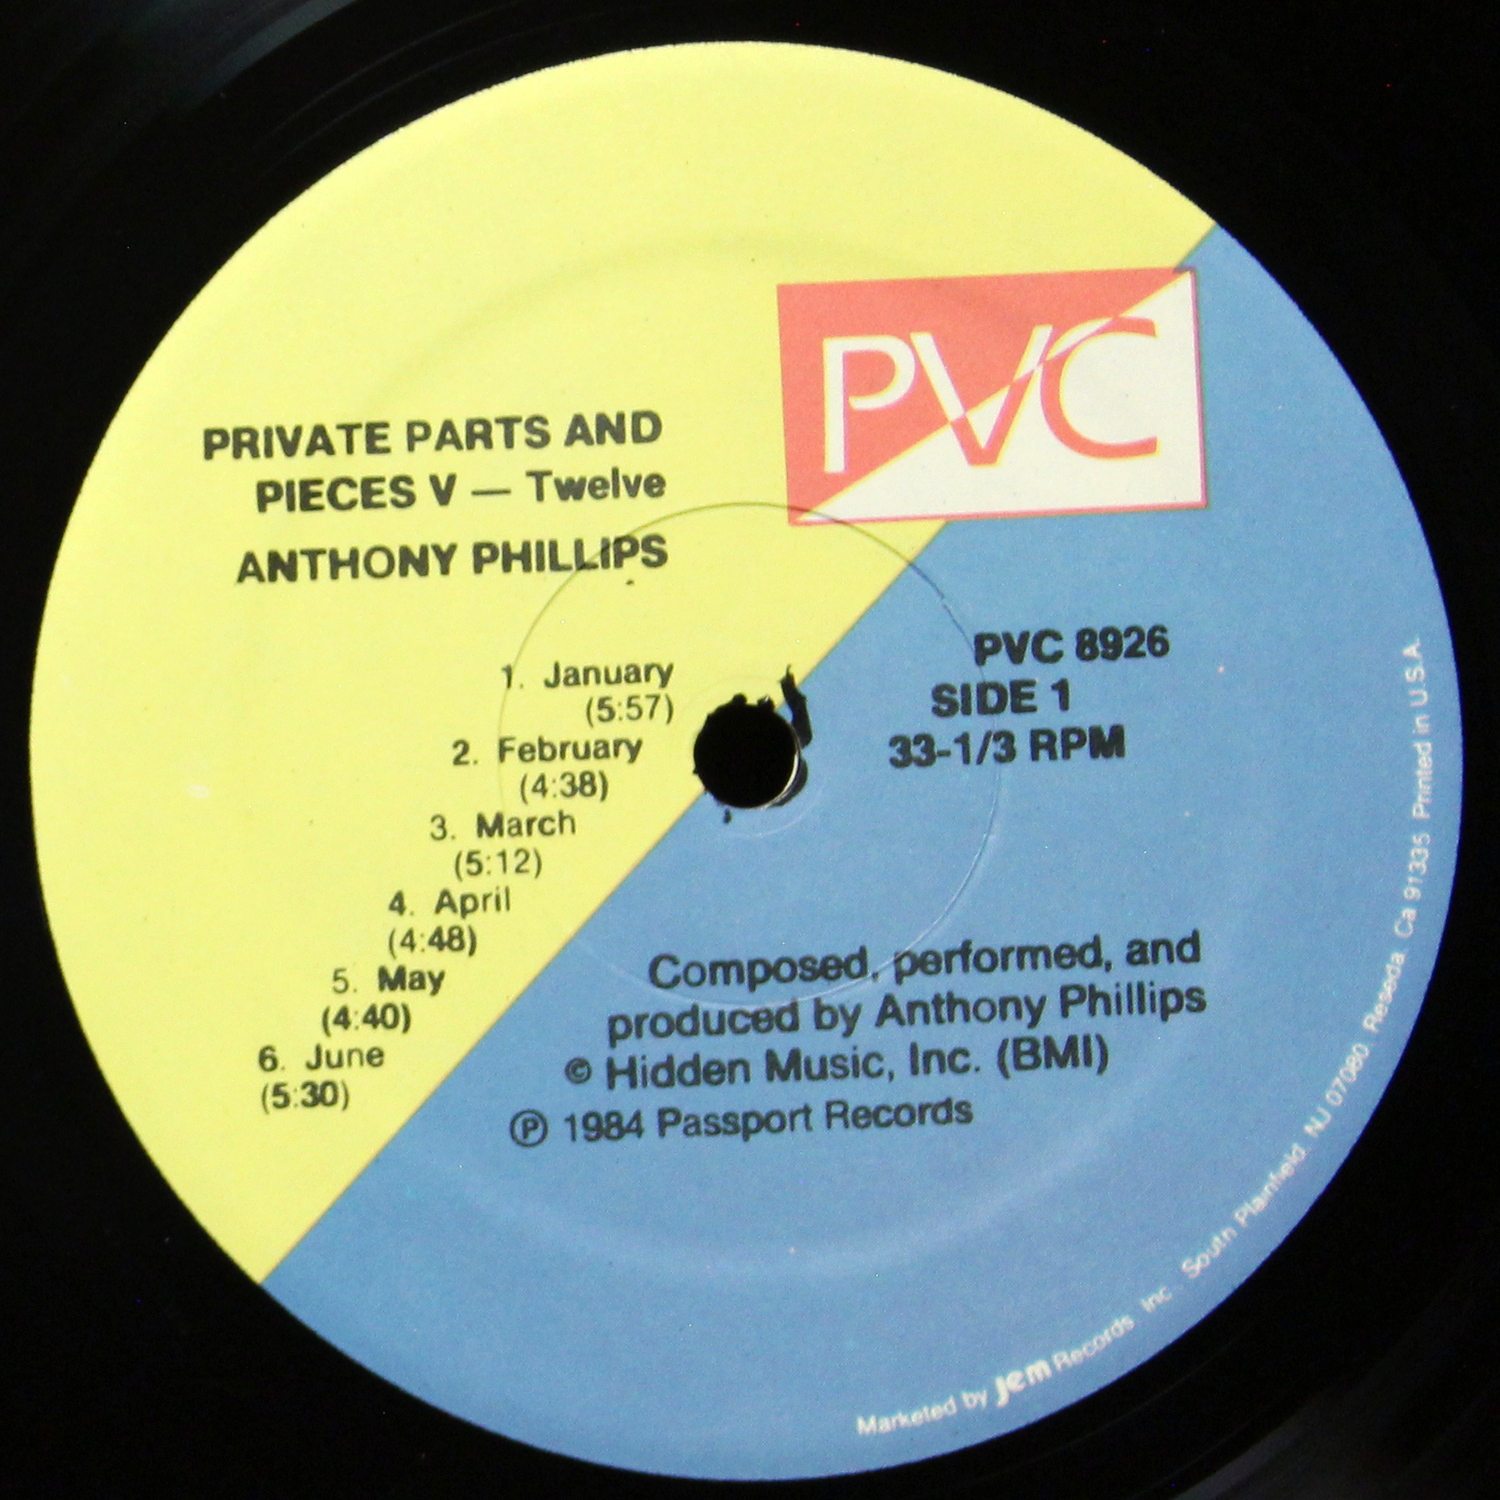 PVC
PRIVATE PARTS AND
PIECES V — Twelve
ANTHONY PHILLIPS
1. January
(5:57)
2. February
(4:38)
3. March
(5:12)
4. April
(4:48)
5. May
(4:40)
6. June
(5:30)
PVC 8926
SIDE 1
33-1/3 RPM
Composed, performed, and
produced by Anthony Phillips
© Hidden Music, Inc. (BMI)
℗ 1984 Passport Records
Marketed by jem Records, Inc. South Plainfield, NJ 07080. Reseda, Ca 91335 Printed in U.S.A.